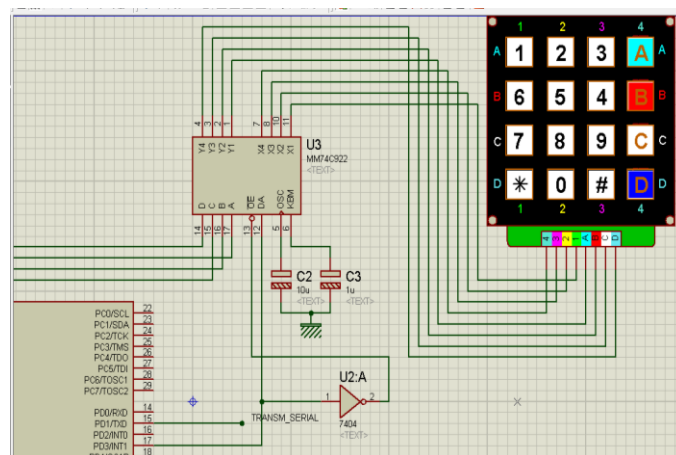 1 2 3 4
A 1 2 3 A A
B 6 5 4 B B
C 7 8 9 C C
D * 0 # D D
1 2 3 4
4 3 2 1 A B C D
4 3 2 1 7 8 10 11
Y4 Y3 Y2 Y1 X4 X3 X2 X1
U3
MM74C922
<TEXT>
D C B A OE DA OSC KBM
14 15 16 17 13 12 5 6
C2
10u
<TEXT>
C3
1u
<TEXT>
PC0/SCL 22
PC1/SDA 23
PC2/TCK 24
PC3/TMS 25
PC4/TDO 26
PC5/TDI 27
PC6/TOSC1 28
PC7/TOSC2 29
PD0/RXD 14
PD1/TXD 15
PD2/INT0 16
PD3/INT1 17
18
TRANSM_SERIAL
U2:A
1 2
7404
<TEXT>